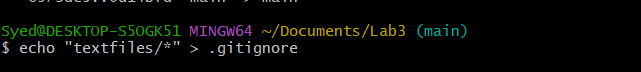 Syed@DESKTOP-S5OGK51 MINGW64 ~/Documents/Lab3 (main)
$ echo "textfiles/*" > .gitignore